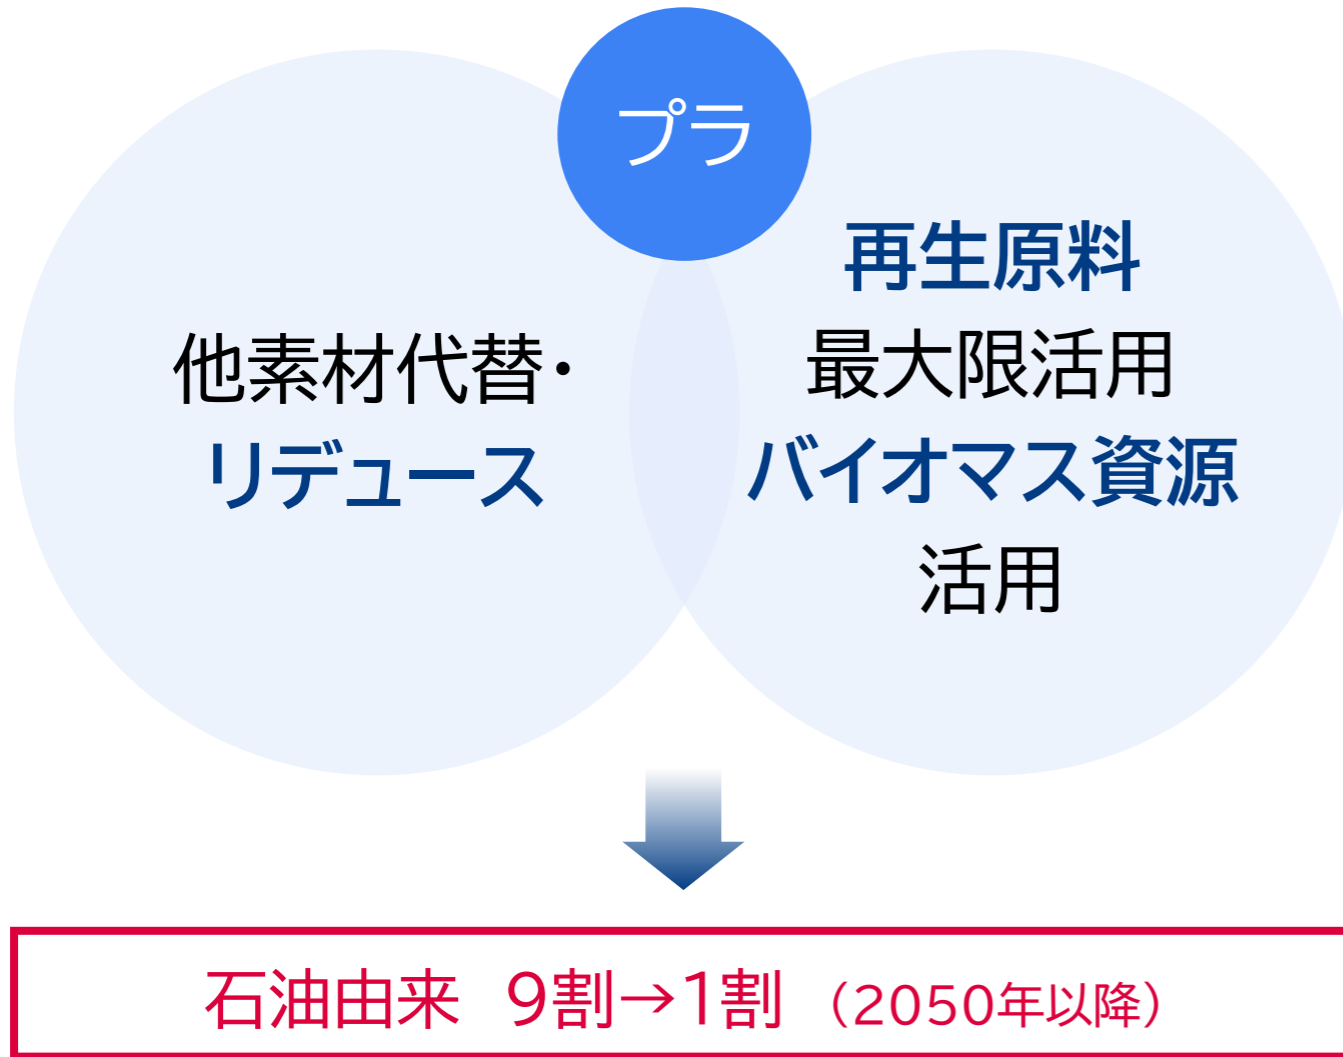 プラ
他素材代替・
リデュース
再生原料
最大限活用
バイオマス資源
活用
石油由来　9割→1割（2050年以降）